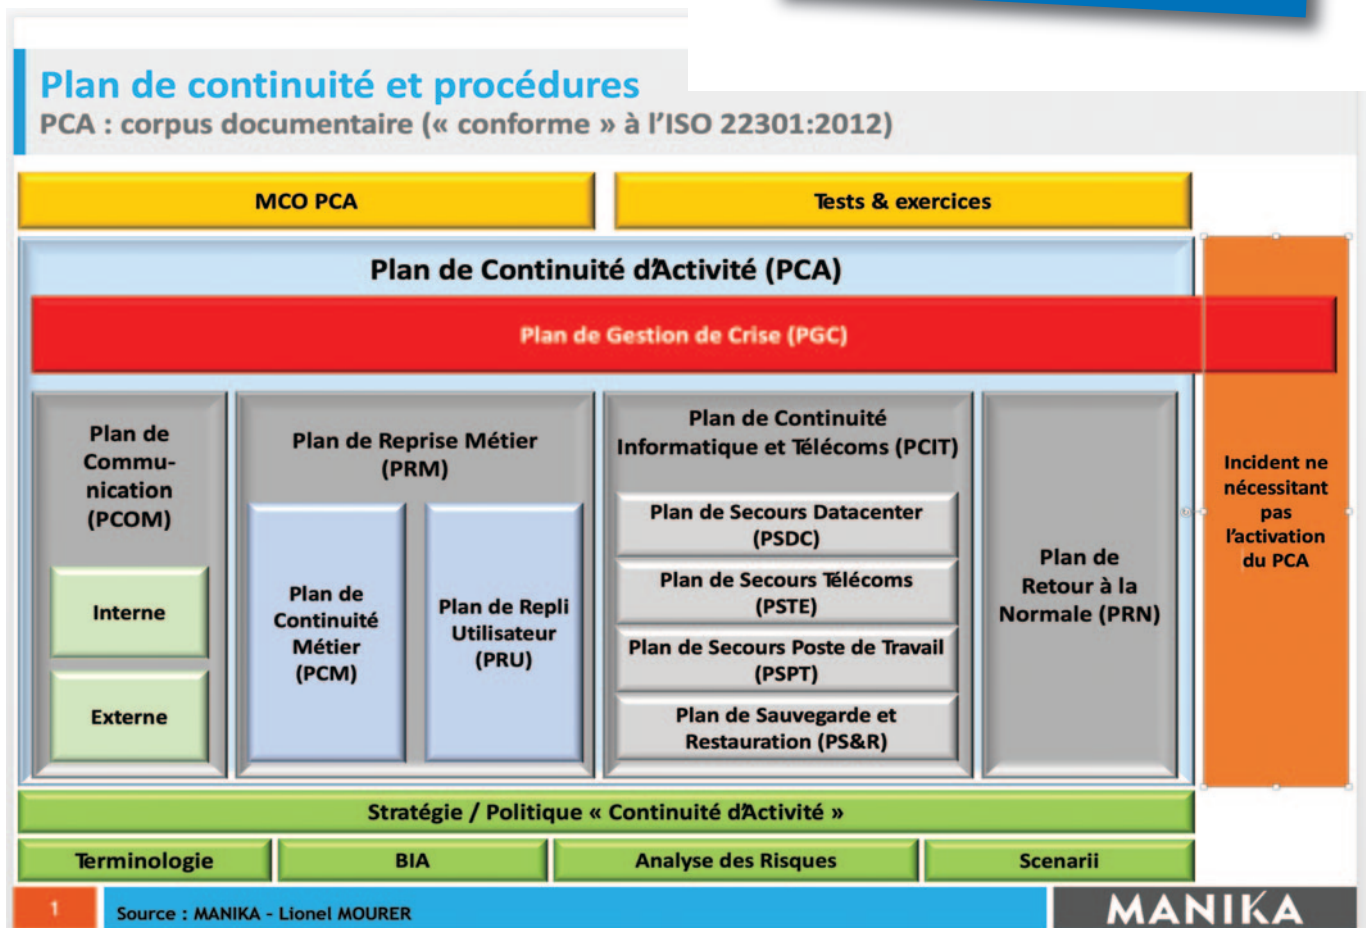 Plan de continuité et procédures
PCA : corpus documentaire (« conforme » à l'ISO 22301:2012)
MCO PCA
Tests & exercices
Plan de Continuité d'Activité (PCA)
Plan de Gestion de Crise (PGC)
Plan de
Commu-
nication
(PCOM)
Interne
Externe
Plan de Reprise Métier
(PRM)
Plan de
Continuité
Métier
(PCM)
Plan de Repli
Utilisateur
(PRU)
Plan de Continuité
Informatique et Télécoms (PCIT)
Plan de Secours Datacenter
(PSDC)
Plan de Secours Télécoms
(PSTE)
Plan de Secours Poste de Travail
(PSPT)
Plan de Sauvegarde et
Restauration (PS&R)
Plan de
Retour à la
Normale (PRN)
Incident ne
nécessitant
pas
l'activation
du PCA
Stratégie / Politique « Continuité d'Activité »
Terminologie
BIA
Analyse des Risques
Scenarii
1
Source : MANIKA - Lionel MOURER
MANIKA